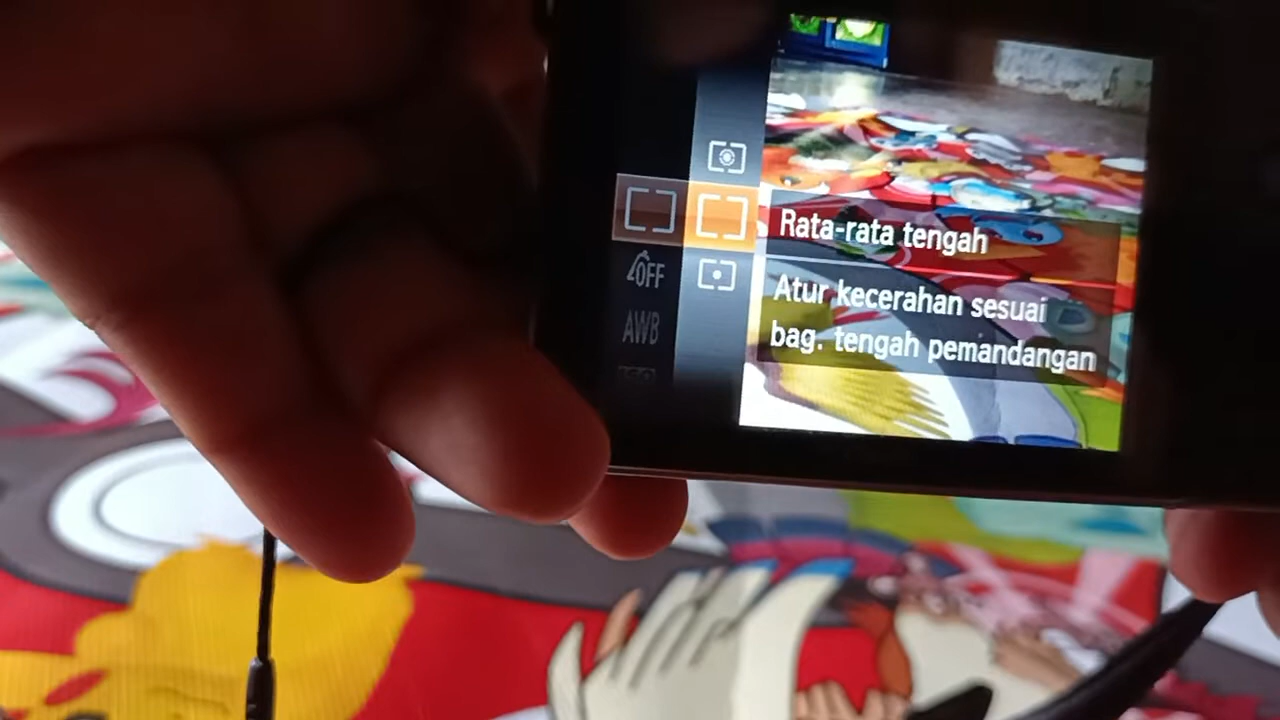 Rata-rata tengah
Atur kecerahan sesuai
bag. tengah pemandangan
OFF
AWB